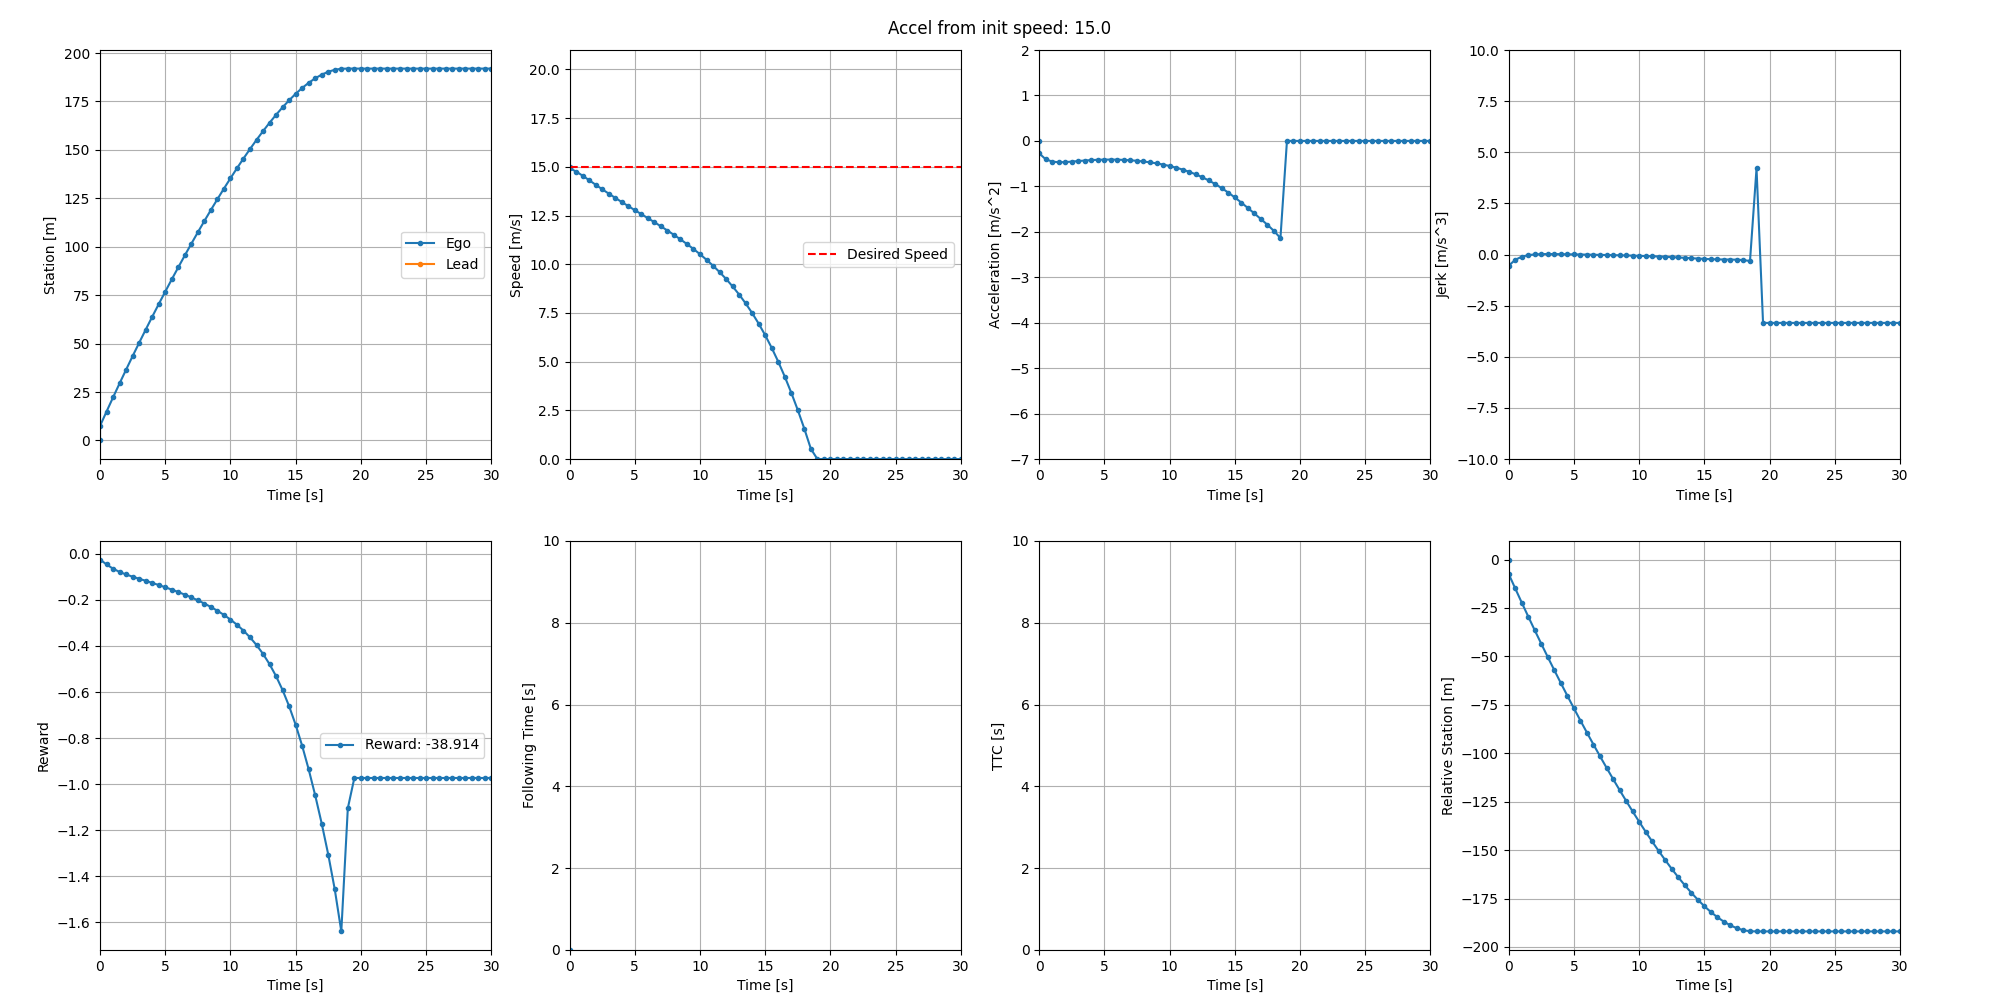 Accel from init speed: 15.0
200
175
150
125
100
75
50
25
0
Station [m]
Ego
Lead
0 5 10 15 20 25 30
Time [s]
20.0
17.5
15.0
12.5
10.0
7.5
5.0
2.5
0.0
Speed [m/s]
Desired Speed
0 5 10 15 20 25 30
Time [s]
2
1
0
−1
−2
−3
−4
−5
−6
−7
Acceleration [m/s^2]
0 5 10 15 20 25 30
Time [s]
10.0
7.5
5.0
2.5
0.0
−2.5
−5.0
−7.5
−10.0
Jerk [m/s^3]
0 5 10 15 20 25 30
Time [s]
0.0
−0.2
−0.4
−0.6
−0.8
−1.0
−1.2
−1.4
−1.6
Reward
Reward: -38.914
0 5 10 15 20 25 30
Time [s]
10
8
6
4
2
0
Following Time [s]
0 5 10 15 20 25 30
Time [s]
10
8
6
4
2
0
TTC [s]
0 5 10 15 20 25 30
Time [s]
0
−25
−50
−75
−100
−125
−150
−175
−200
Relative Station [m]
0 5 10 15 20 25 30
Time [s]